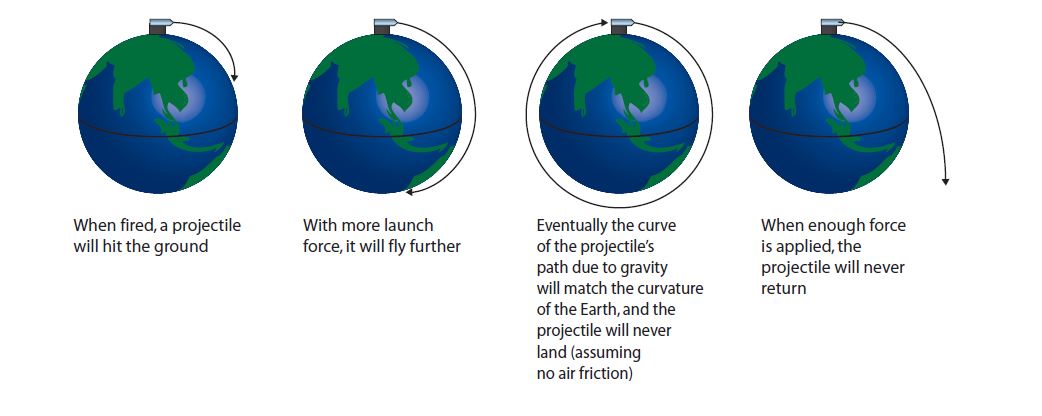 When fired, a projectile
will hit the ground
With more launch
force, it will fly further
Eventually the curve
of the projectile's
path due to gravity
will match the curvature
of the Earth, and the
projectile will never
land (assuming
no air friction)
When enough force
is applied, the
projectile will never
return